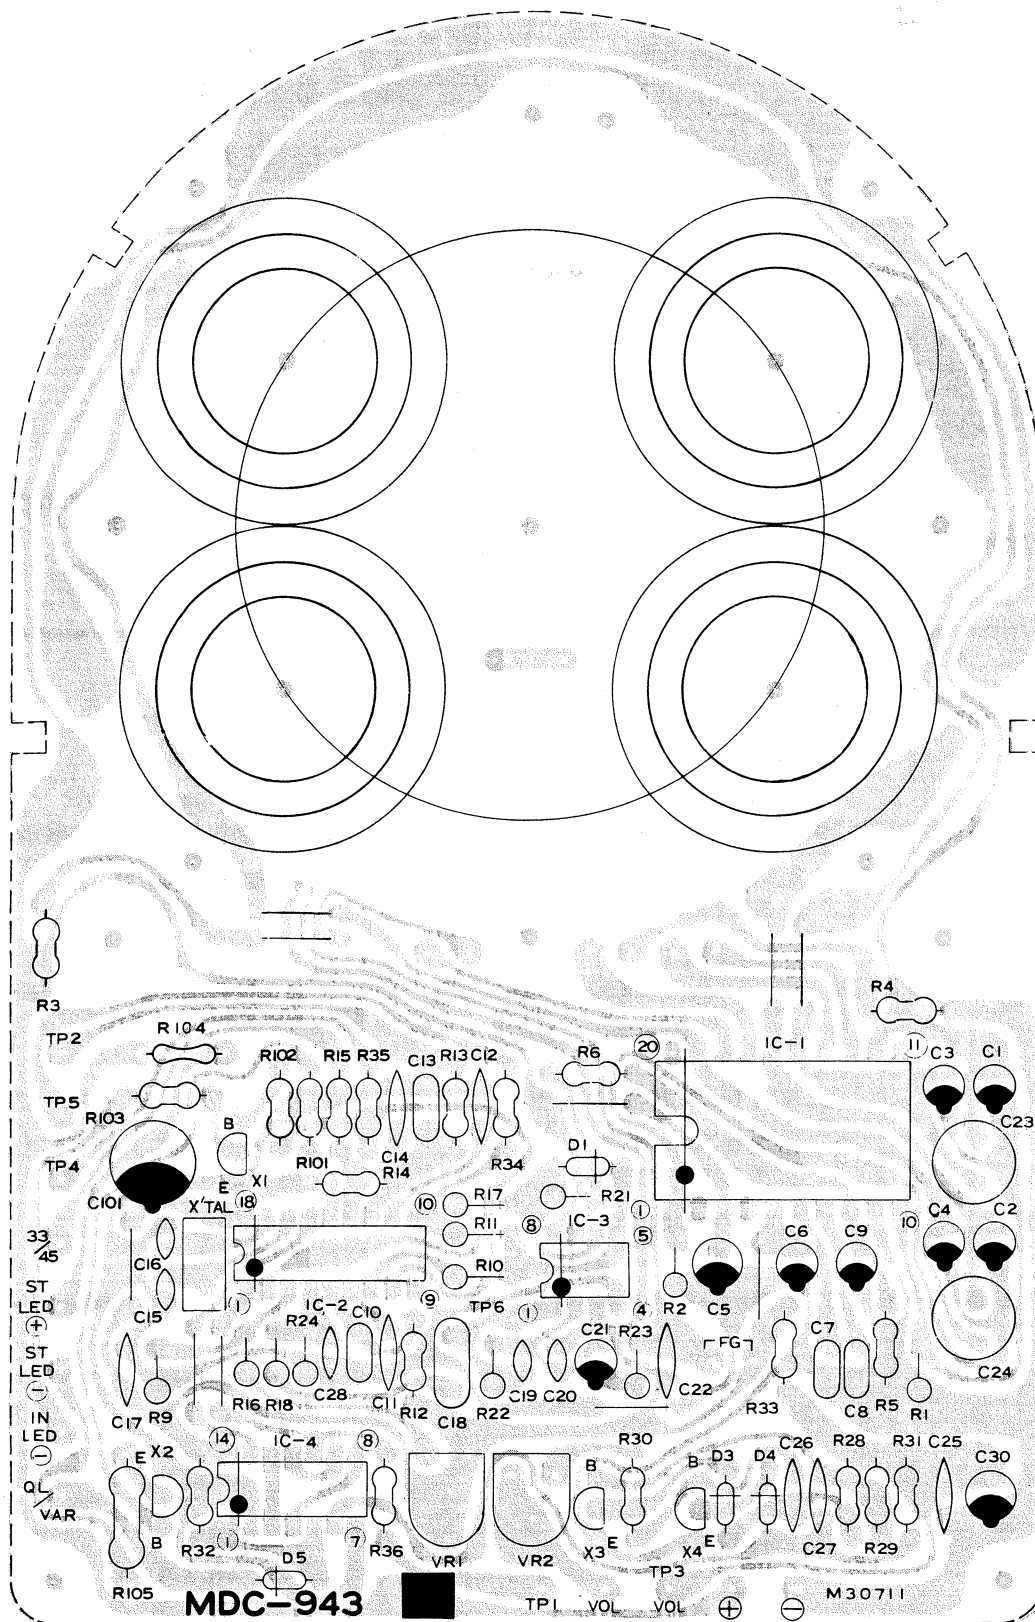 R3
R4
TP2
R104
R102 R15 R35 C13 R13 C12
R6
20
IC-1
11
C3 C1
TP5
R103
B
C23
TP4
R101
C14
R14
R34
D1
C101
E
X1
X'TAL
18
10
R17
R21
R11
8
IC-3
1
5
10
C4 C2
33/45
C16
C6 C9
ST
LED
+
C15
1
IC-2
9
R10
TP6
1
4
R2
C5
R24
C10
C21 R23
FG
C7
ST
LED
−
C17 R9
R16 R18
C28
C11
R12
C18
R22
C19 C20
C22
R33
C8
R5
R1
C24
IN
LED
−
E X2
14
IC-4
8
R30
B
B
D3 D4
C26 R28 R31 C25
C30
QL/VAR
B
R32
1
7
R36
VR1
VR2
X3
E
X4
E
C27
R29
R105
D5
TP3
MDC-943
TP1
VOL
VOL
+
−
M30711